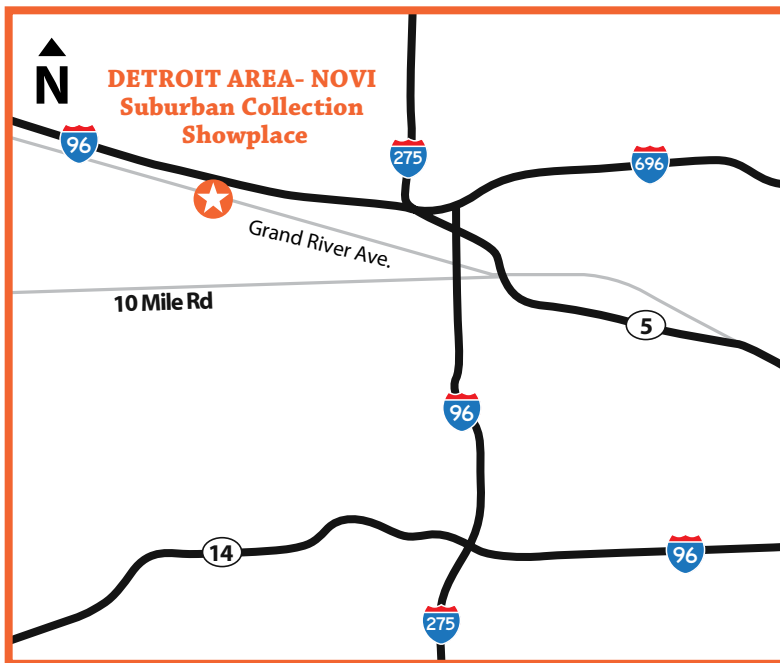 N
DETROIT AREA- NOVI
Suburban Collection
Showplace
96
275
696
Grand River Ave.
10 Mile Rd
5
96
14
96
275